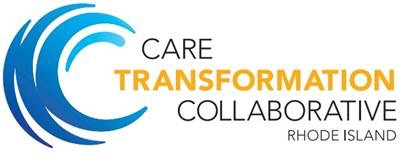 CARE
TRANSFORMATION
COLLABORATIVE
RHODE ISLAND